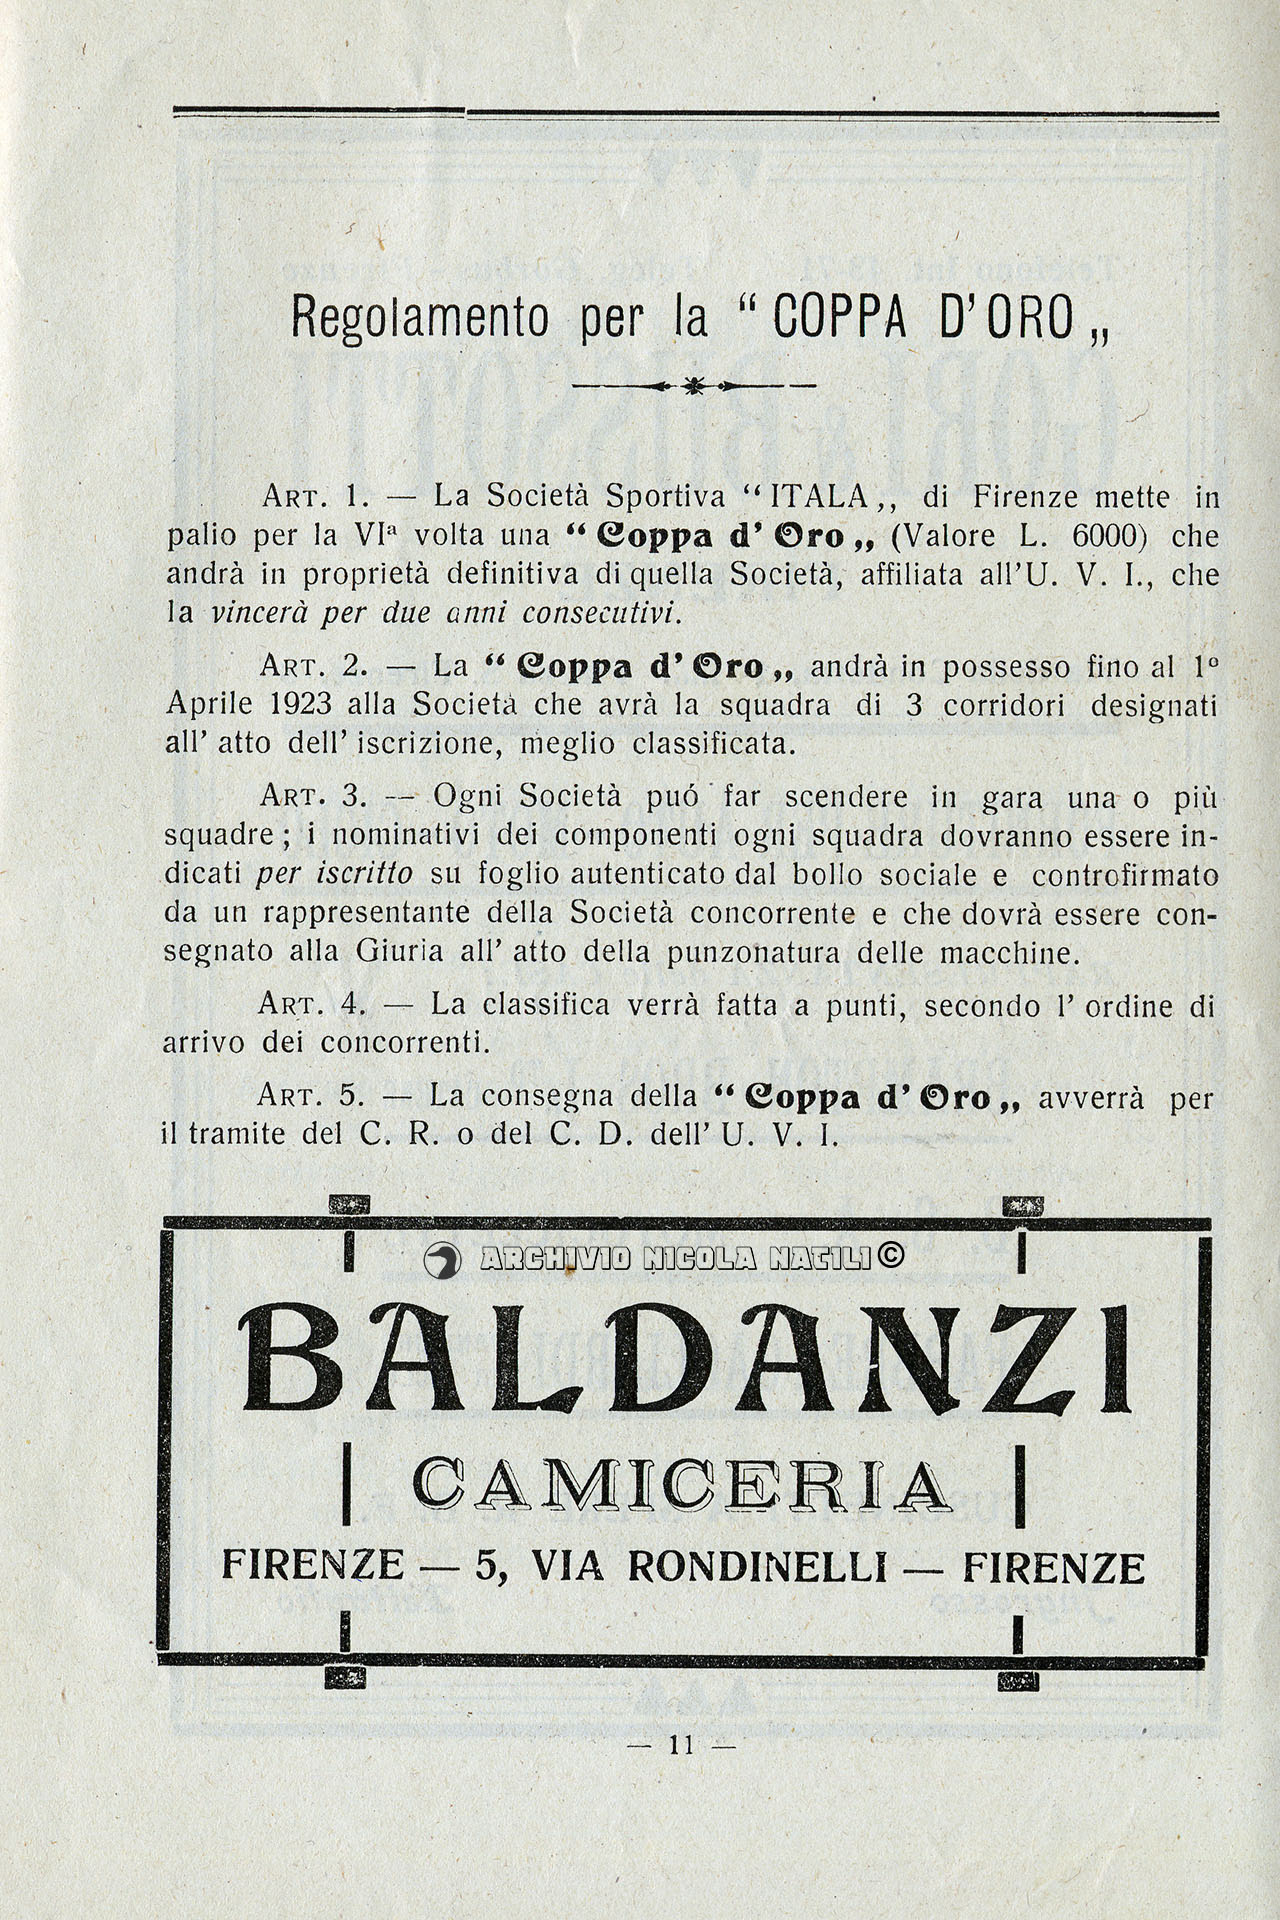 Regolamento per la “ COPPA D'ORO „
ART. 1. — La Società Sportiva “ ITALA „ di Firenze mette in
palio per la VIª volta una “ Coppa d' Oro „ (Valore L. 6000) che
andrà in proprietà definitiva di quella Società, affiliata all'U. V. I., che
la vincerà per due anni consecutivi.
ART. 2. — La “ Coppa d' Oro „ andrà in possesso fino al 1º
Aprile 1923 alla Società che avrà la squadra di 3 corridori designati
all' atto dell' iscrizione, meglio classificata.
ART. 3. — Ogni Società puó far scendere in gara una o più
squadre ; i nominativi dei componenti ogni squadra dovranno essere in-
dicati per iscritto su foglio autenticato dal bollo sociale e controfirmato
da un rappresentante della Società concorrente e che dovrà essere con-
segnato alla Giuria all' atto della punzonatura delle macchine.
ART. 4. — La classifica verrà fatta a punti, secondo l' ordine di
arrivo dei concorrenti.
ART. 5. — La consegna della “ Coppa d' Oro „ avverrà per
il tramite del C. R. o del C. D. dell' U. V. I.
ARCHIVIO NICOLA NATILI ©
BALDANZI
CAMICERIA
FIRENZE — 5, VIA RONDINELLI — FIRENZE
— 11 —